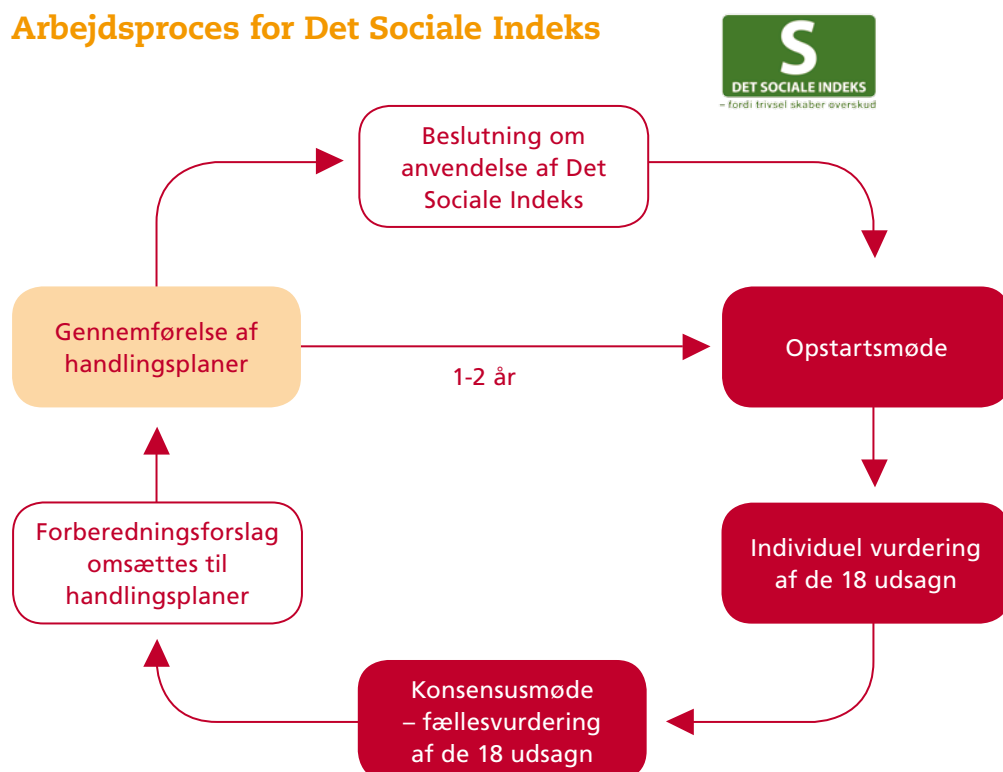 Arbejdsproces for Det Sociale Indeks
S
DET SOCIALE INDEKS
– fordi trivsel skaber overskud
Beslutning om
anvendelse af Det
Sociale Indeks
Gennemførelse af
handlingsplaner
1-2 år
Opstartsmøde
Forberedningsforslag
omsættes til
handlingsplaner
Individuel vurdering
af de 18 udsagn
Konsensusmøde
– fællesvurdering
af de 18 udsagn